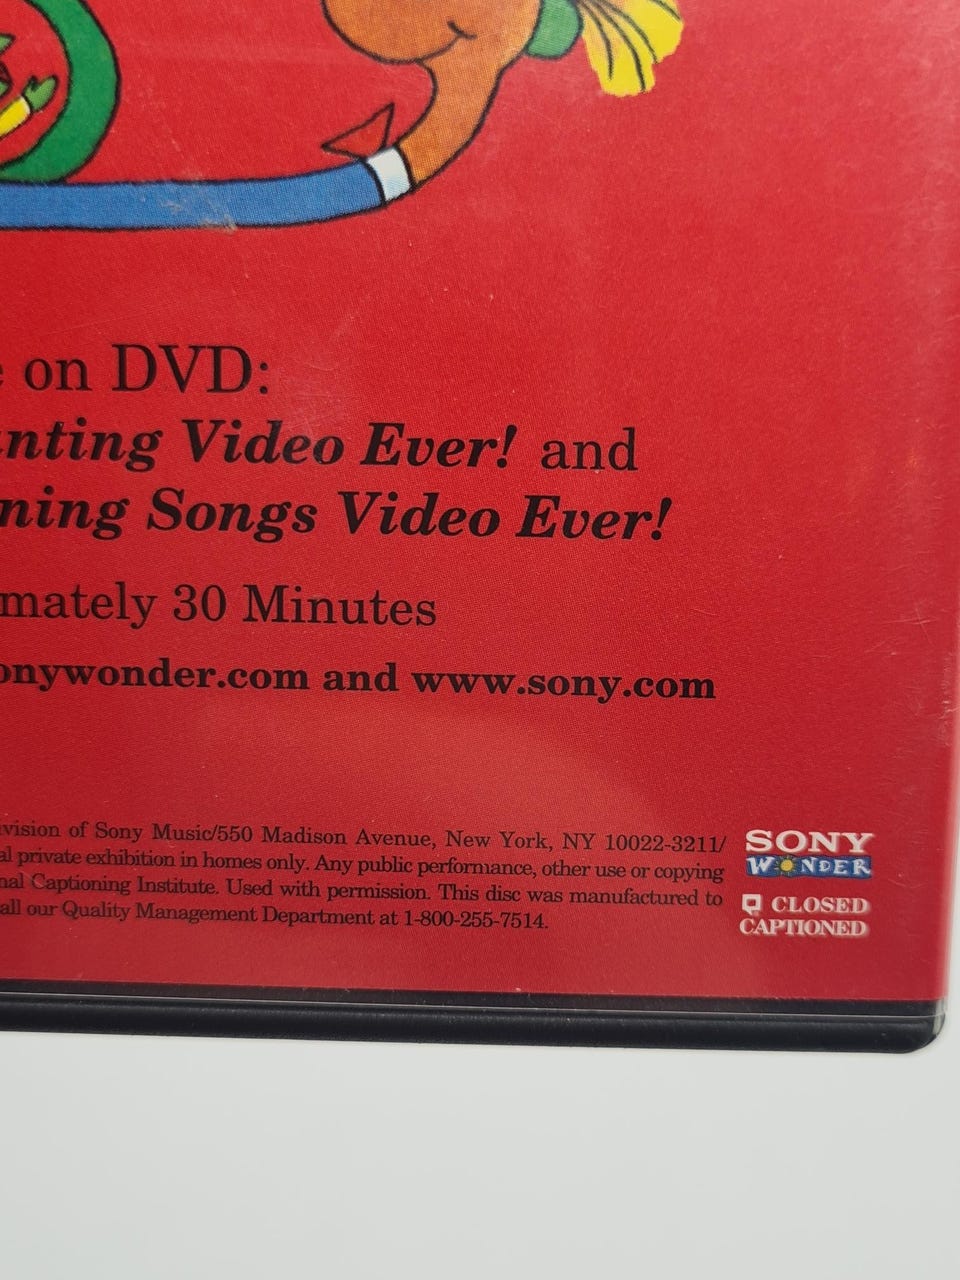 e on DVD:
nting Video Ever! and
ning Songs Video Ever!
mately 30 Minutes
onywonder.com and www.sony.com
vision of Sony Music/550 Madison Avenue, New York, NY 10022-3211/
al private exhibition in homes only. Any public performance, other use or copying
nal Captioning Institute. Used with permission. This disc was manufactured to
all our Quality Management Department at 1-800-255-7514.
SONY
WONDER
CLOSED
CAPTIONED